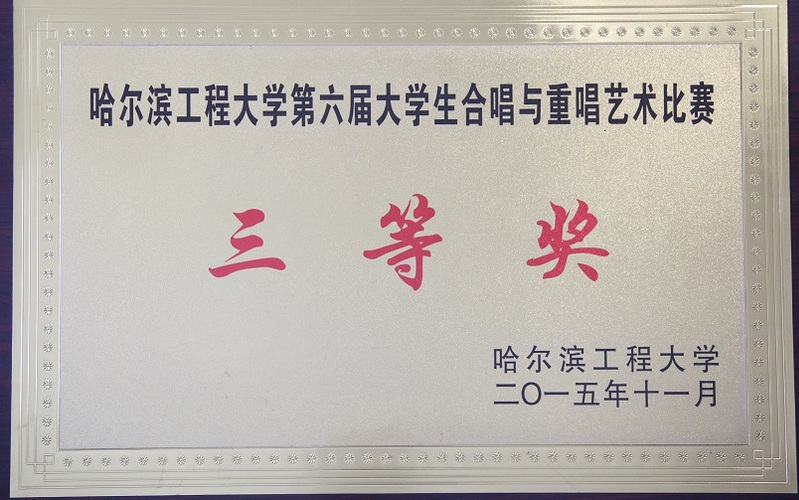 哈尔滨工程大学第六届大学生合唱与重唱艺术比赛
三等奖
哈尔滨工程大学
二〇一五年十一月